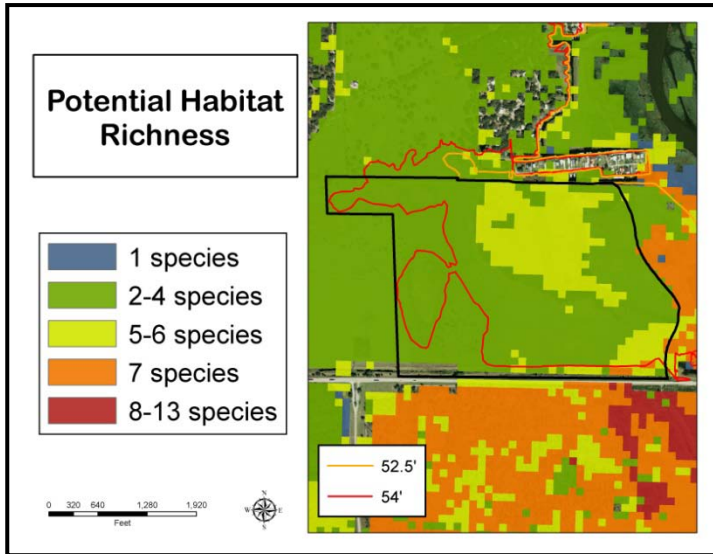 Potential Habitat
Richness
1 species
2-4 species
5-6 species
7 species
8-13 species
52.5'
54'
0 320 640 1,280 1,920
Feet
N
W E
S